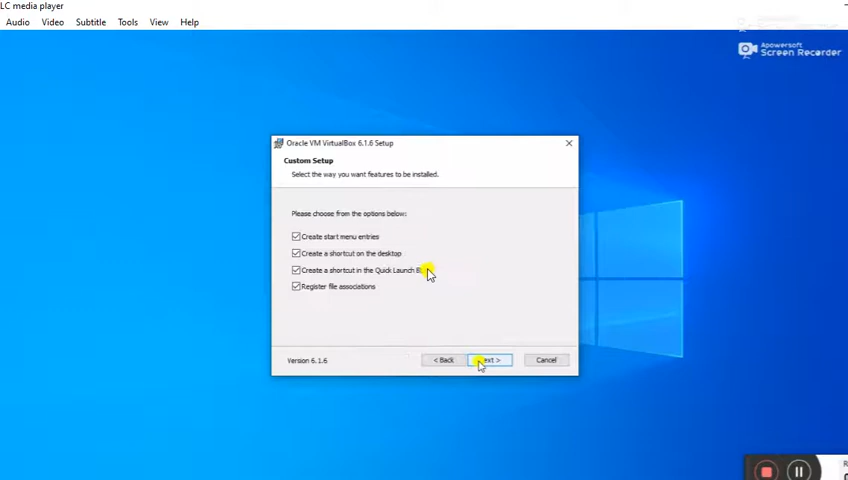 LC media player
Audio Video Subtitle Tools View Help
Apowersoft
Screen Recorder
Oracle VM VirtualBox 6.1.6 Setup
Custom Setup
Select the way you want features to be installed.
Please choose from the options below:
Create start menu entries
Create a shortcut on the desktop
Create a shortcut in the Quick Launch B
Register file associations
Version 6.1.6
< Back
ext >
Cancel